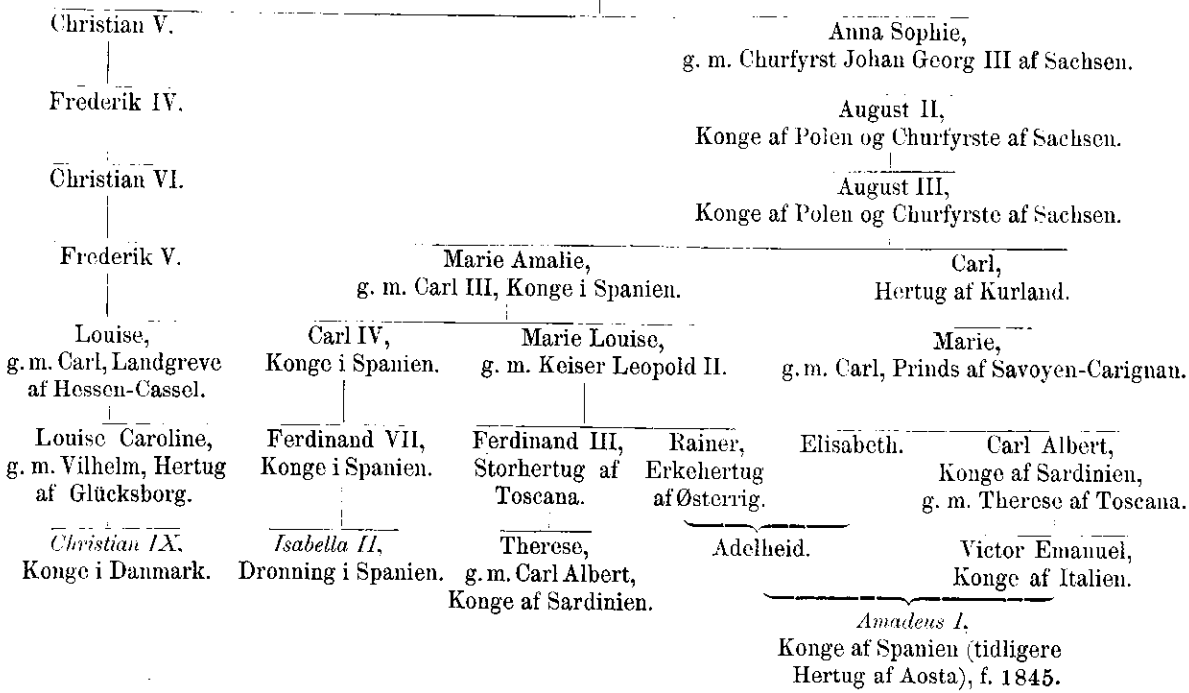 Christian V.
Anna Sophie,
g. m. Churfyrst Johan Georg III af Sachsen.
Frederik IV.
August II,
Konge af Polen og Churfyrste af Sachsen.
Christian VI.
August III,
Konge af Polen og Churfyrste af Sachsen.
Frederik V.
Marie Amalie,
g. m. Carl III, Konge i Spanien.
Carl,
Hertug af Kurland.
Louise,
g. m. Carl, Landgreve
af Hessen-Cassel.
Carl IV,
Konge i Spanien.
Marie Louise,
g. m. Keiser Leopold II.
Marie,
g. m. Carl, Prinds af Savoyen-Carignan.
Louise Caroline,
g. m. Vilhelm, Hertug
af Glücksborg.
Ferdinand VII,
Konge i Spanien.
Ferdinand III,
Storhertug af
Toscana.
Rainer,
Erkehertug
af Østerrig.
Elisabeth.
Carl Albert,
Konge af Sardinien,
g. m. Therese af Toscana.
Christian IX,
Konge i Danmark.
Isabella II,
Dronning i Spanien.
Therese,
g. m. Carl Albert,
Konge af Sardinien.
Adelheid.
Victor Emanuel,
Konge af Italien.
Amadeus I,
Konge af Spanien (tidligere
Hertug af Aosta), f. 1845.